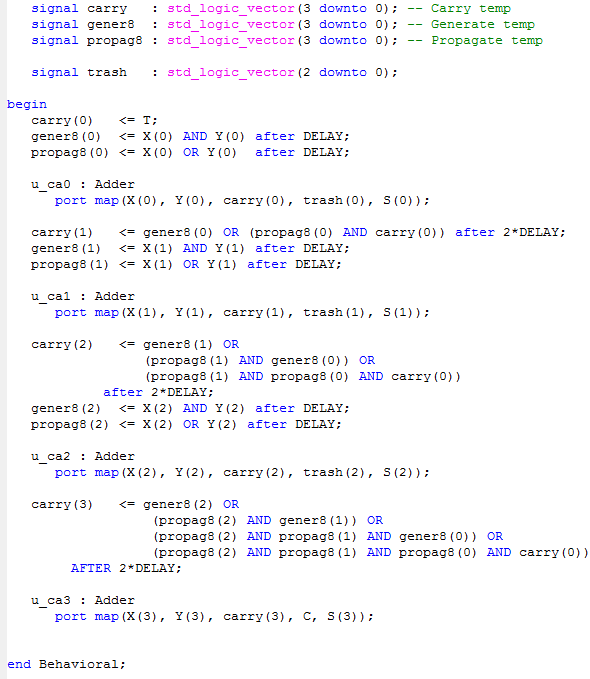 signal carry : std_logic_vector(3 downto 0); -- Carry temp
signal gener8 : std_logic_vector(3 downto 0); -- Generate temp
signal propag8 : std_logic_vector(3 downto 0); -- Propagate temp
signal trash : std_logic_vector(2 downto 0);
begin
carry(0) <= T;
gener8(0) <= X(0) AND Y(0) after DELAY;
propag8(0) <= X(0) OR Y(0) after DELAY;
u_ca0 : Adder
port map(X(0), Y(0), carry(0), trash(0), S(0));
carry(1) <= gener8(0) OR (propag8(0) AND carry(0)) after 2*DELAY;
gener8(1) <= X(1) AND Y(1) after DELAY;
propag8(1) <= X(1) OR Y(1) after DELAY;
u_ca1 : Adder
port map(X(1), Y(1), carry(1), trash(1), S(1));
carry(2) <= gener8(1) OR
(propag8(1) AND gener8(0)) OR
(propag8(1) AND propag8(0) AND carry(0))
after 2*DELAY;
gener8(2) <= X(2) AND Y(2) after DELAY;
propag8(2) <= X(2) OR Y(2) after DELAY;
u_ca2 : Adder
port map(X(2), Y(2), carry(2), trash(2), S(2));
carry(3) <= gener8(2) OR
(propag8(2) AND gener8(1)) OR
(propag8(2) AND propag8(1) AND gener8(0)) OR
(propag8(2) AND propag8(1) AND propag8(0) AND carry(0))
AFTER 2*DELAY;
u_ca3 : Adder
port map(X(3), Y(3), carry(3), C, S(3));
end Behavioral;